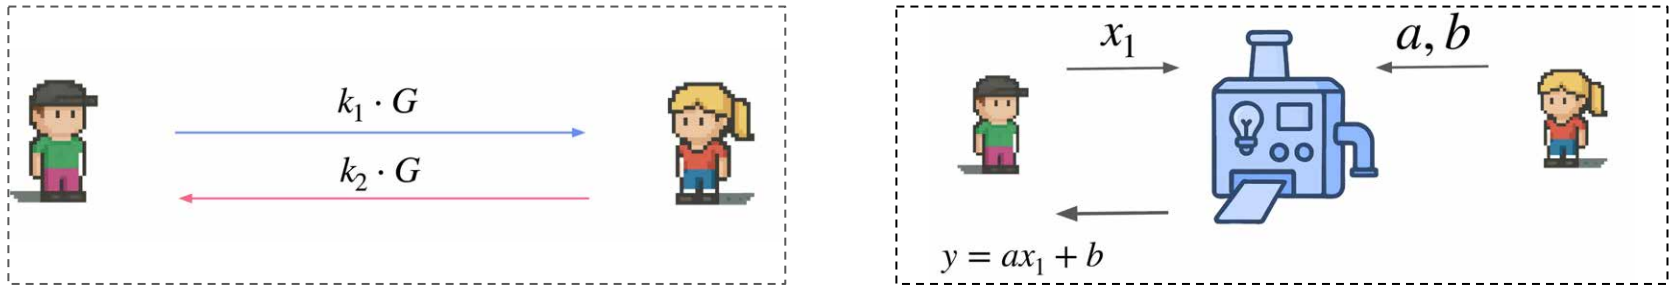 k₁ · G
k₂ · G
x₁
a, b
y = ax₁ + b